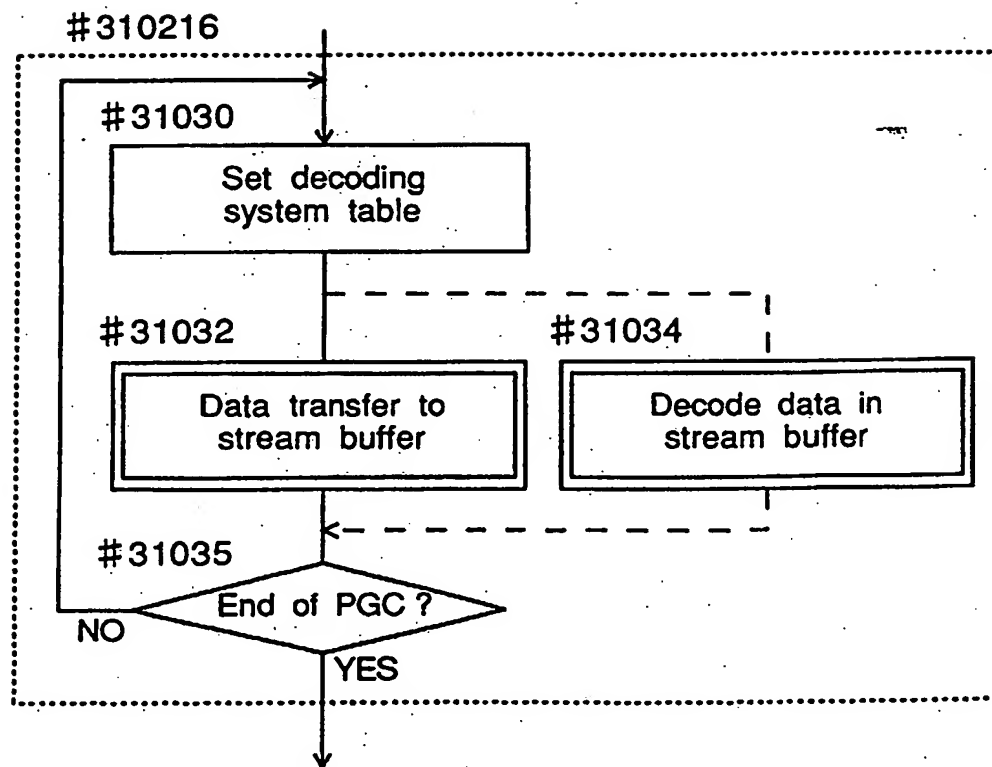 #310216
#31030
Set decoding
system table
#31032
#31034
Data transfer to
stream buffer
Decode data in
stream buffer
#31035
End of PGC ?
NO
YES